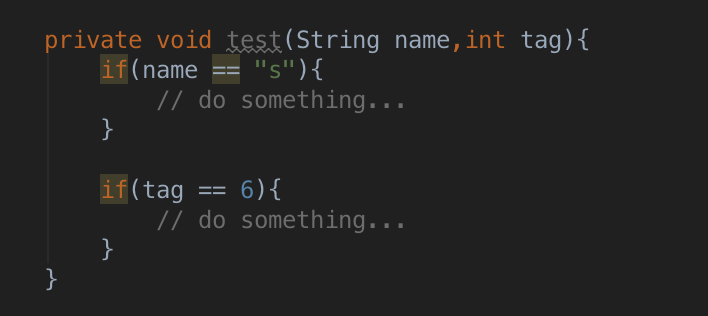 private void test(String name,int tag){
    if(name == "s"){
        // do something...
    }

    if(tag == 6){
        // do something...
    }
}